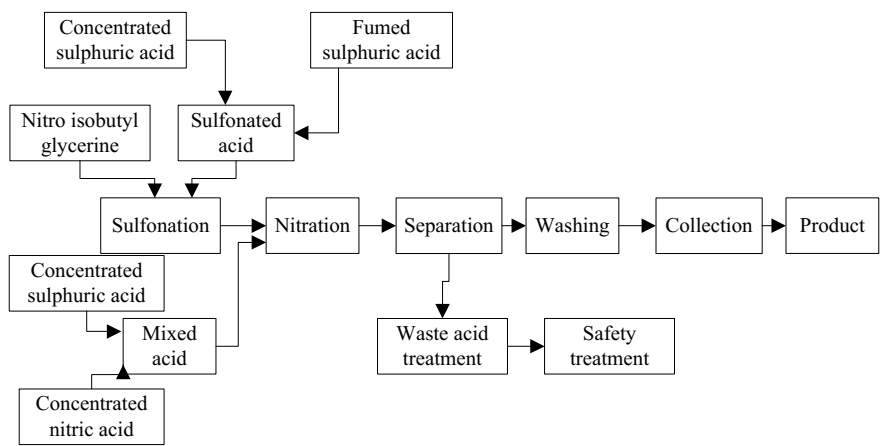 Concentrated
sulphuric acid
Fumed
sulphuric acid
Nitro isobutyl
glycerine
Sulfonated
acid
Sulfonation
Nitration
Separation
Washing
Collection
Product
Concentrated
sulphuric acid
Mixed
acid
Waste acid
treatment
Safety
treatment
Concentrated
nitric acid